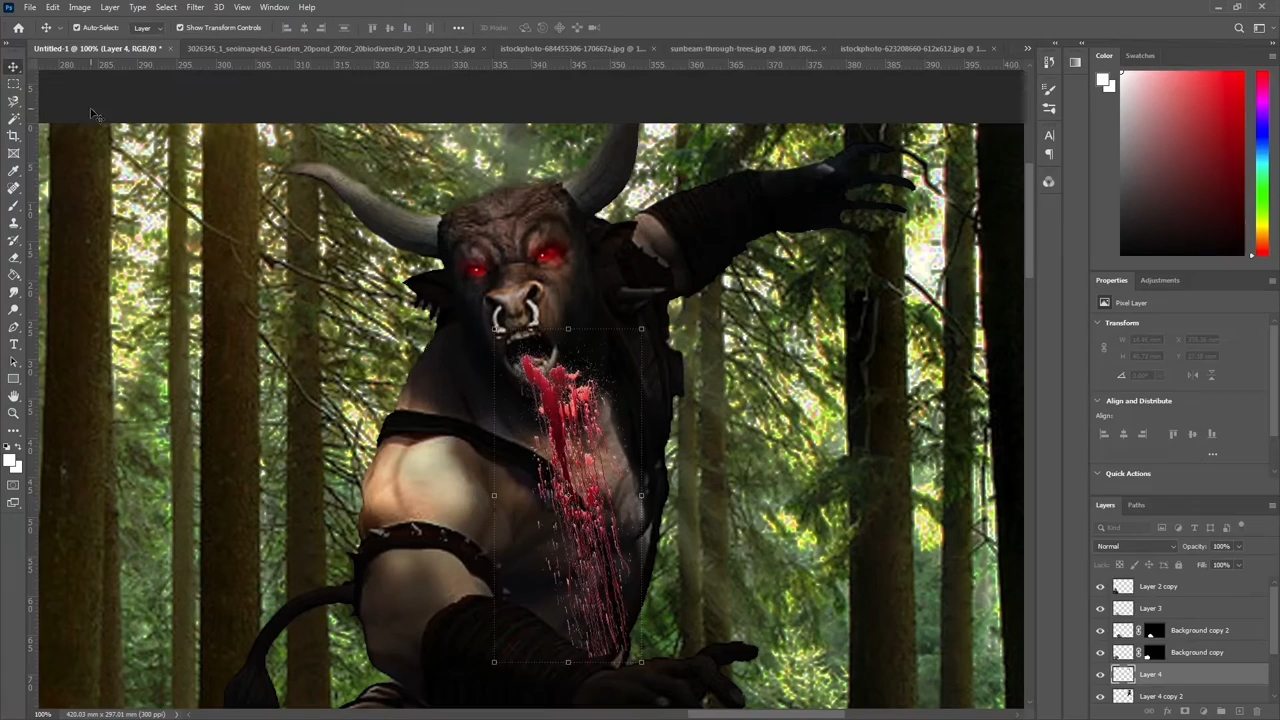 Ps File Edit Image Layer Type Select Filter 3D View Window Help
Auto-Select: Layer Show Transform Controls 3D Mode:
Untitled-1 @ 100% (Layer 4, RGB/8) * × 3026345_1_seoimage4x3_Garden_20pond_20for_20biodiversity_20_L.Lysaght_1_.jpg × istockphoto-684455306-170667a.jpg @ 100%... × sunbeam-through-trees.jpg @ 100% (RG... × istockphoto-623208660-612x612.jpg @ 1... ×
280 285 290 295 300 305 310 315 320 325 330 335 340 345 350 355 360 365 370 375 380 385 390 395 400
Color Swatches
Properties Adjustments
Pixel Layer
Transform
Align and Distribute
Align:
Quick Actions
Layers Paths
Kind
Normal Opacity: 100%
Lock: Fill: 100%
Layer 2 copy
Layer 3
Background copy 2
Background copy
Layer 4
Layer 4 copy 2
100% 420.03 mm x 297.01 mm (300 ppi)